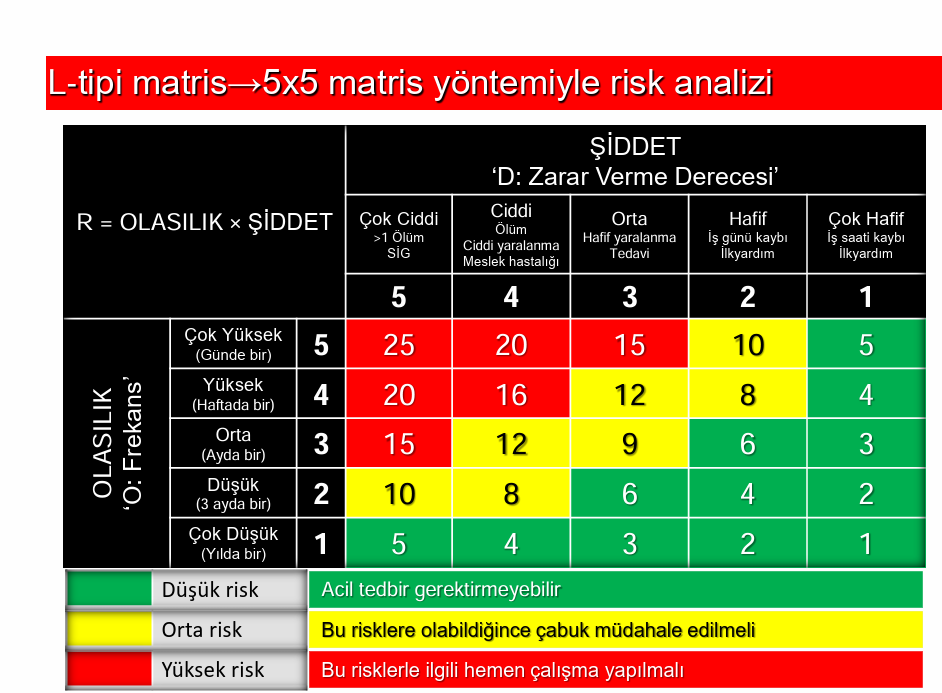 L-tipi matris→5x5 matris yöntemiyle risk analizi
R = OLASILIK × ŞİDDET
ŞİDDET
‘D: Zarar Verme Derecesi’
Çok Ciddi
>1 Ölüm
SİG
Ciddi
Ölüm
Ciddi yaralanma
Meslek hastalığı
Orta
Hafif yaralanma
Tedavi
Hafif
İş günü kaybı
İlkyardım
Çok Hafif
İş saati kaybı
İlkyardım
5 4 3 2 1
OLASILIK
‘O: Frekans’
Çok Yüksek
(Günde bir)
5 25 20 15 10 5
Yüksek
(Haftada bir)
4 20 16 12 8 4
Orta
(Ayda bir)
3 15 12 9 6 3
Düşük
(3 ayda bir)
2 10 8 6 4 2
Çok Düşük
(Yılda bir)
1 5 4 3 2 1
Düşük risk Acil tedbir gerektirmeyebilir
Orta risk Bu risklere olabildiğince çabuk müdahale edilmeli
Yüksek risk Bu risklerle ilgili hemen çalışma yapılmalı